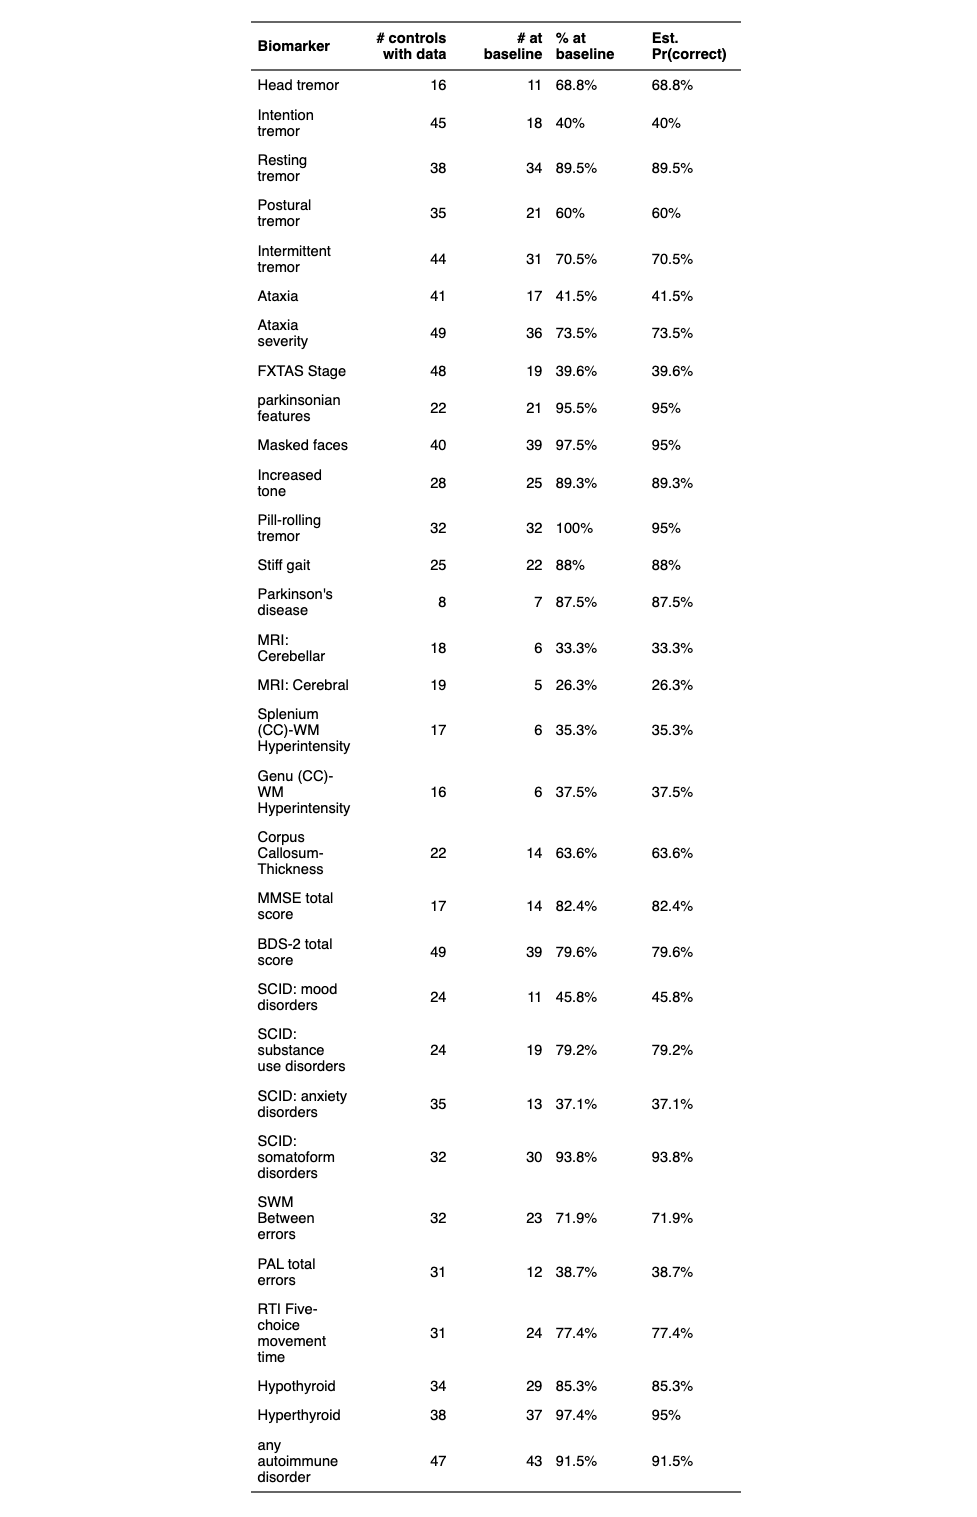 Biomarker # controls with data # at baseline % at baseline Est. Pr(correct)
Head tremor 16 11 68.8% 68.8%
Intention tremor 45 18 40% 40%
Resting tremor 38 34 89.5% 89.5%
Postural tremor 35 21 60% 60%
Intermittent tremor 44 31 70.5% 70.5%
Ataxia 41 17 41.5% 41.5%
Ataxia severity 49 36 73.5% 73.5%
FXTAS Stage 48 19 39.6% 39.6%
parkinsonian features 22 21 95.5% 95%
Masked faces 40 39 97.5% 95%
Increased tone 28 25 89.3% 89.3%
Pill-rolling tremor 32 32 100% 95%
Stiff gait 25 22 88% 88%
Parkinson's disease 8 7 87.5% 87.5%
MRI: Cerebellar 18 6 33.3% 33.3%
MRI: Cerebral 19 5 26.3% 26.3%
Splenium (CC)-WM Hyperintensity 17 6 35.3% 35.3%
Genu (CC)-WM Hyperintensity 16 6 37.5% 37.5%
Corpus Callosum-Thickness 22 14 63.6% 63.6%
MMSE total score 17 14 82.4% 82.4%
BDS-2 total score 49 39 79.6% 79.6%
SCID: mood disorders 24 11 45.8% 45.8%
SCID: substance use disorders 24 19 79.2% 79.2%
SCID: anxiety disorders 35 13 37.1% 37.1%
SCID: somatoform disorders 32 30 93.8% 93.8%
SWM Between errors 32 23 71.9% 71.9%
PAL total errors 31 12 38.7% 38.7%
RTI Five-choice movement time 31 24 77.4% 77.4%
Hypothyroid 34 29 85.3% 85.3%
Hyperthyroid 38 37 97.4% 95%
any autoimmune disorder 47 43 91.5% 91.5%